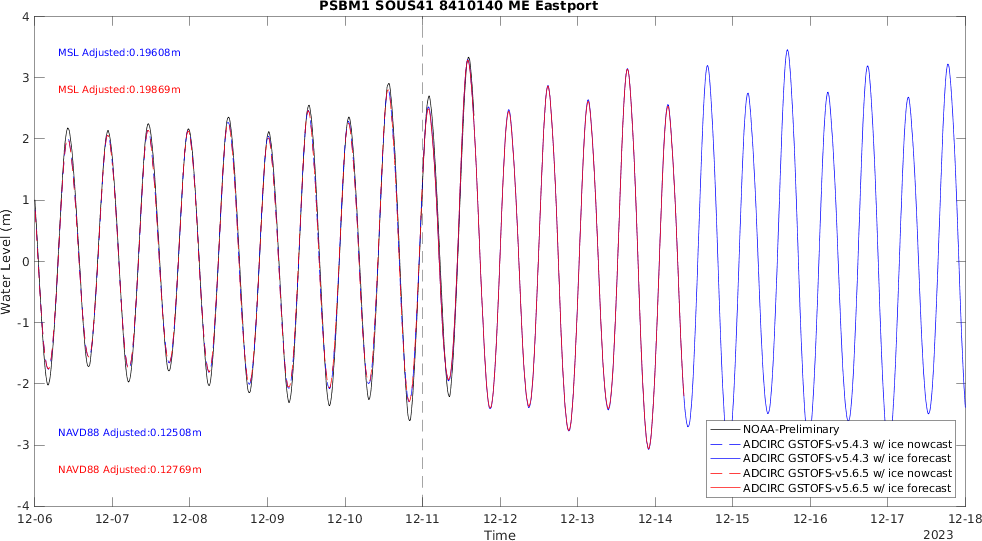 PSBM1 SOUS41 8410140 ME Eastport
4
3
2
1
0
-1
-2
-3
-4
Water Level (m)
MSL Adjusted:0.19608m
MSL Adjusted:0.19869m
NAVD88 Adjusted:0.12508m
NAVD88 Adjusted:0.12769m
NOAA-Preliminary
ADCIRC GSTOFS-v5.4.3 w/ ice nowcast
ADCIRC GSTOFS-v5.4.3 w/ ice forecast
ADCIRC GSTOFS-v5.6.5 w/ ice nowcast
ADCIRC GSTOFS-v5.6.5 w/ ice forecast
12-06 12-07 12-08 12-09 12-10 12-11 12-12 12-13 12-14 12-15 12-16 12-17 12-18
Time
2023